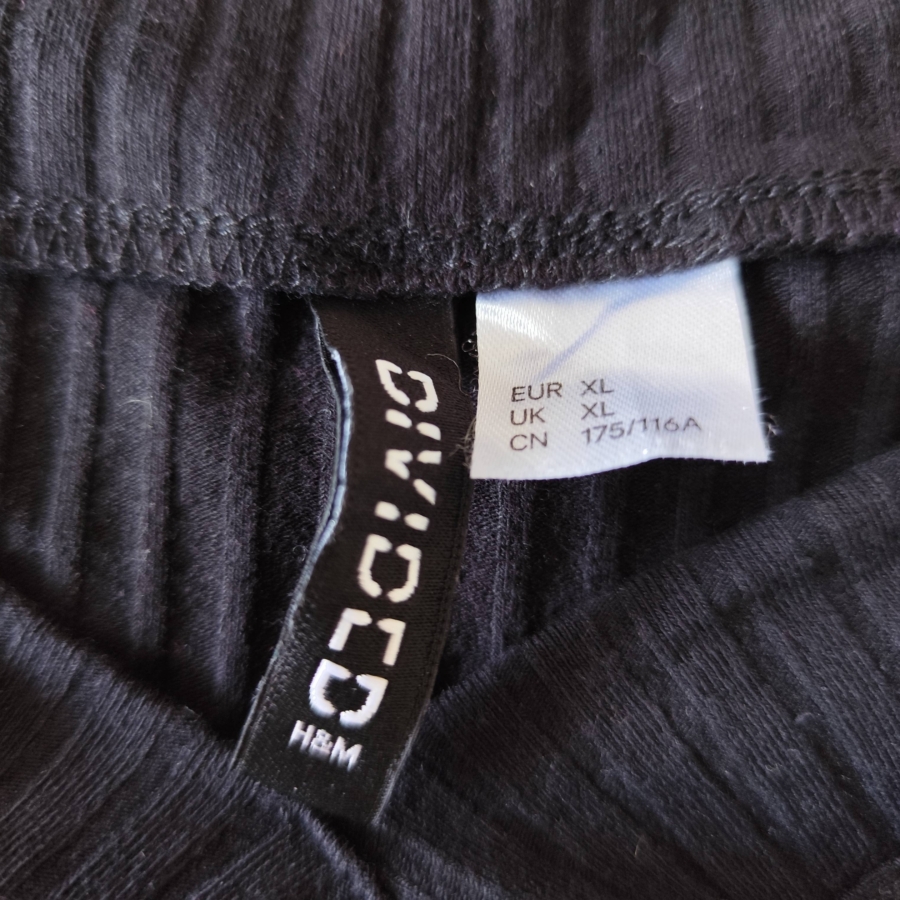 DIVIDED
H&M
EUR XL
UK XL
CN 175/116A